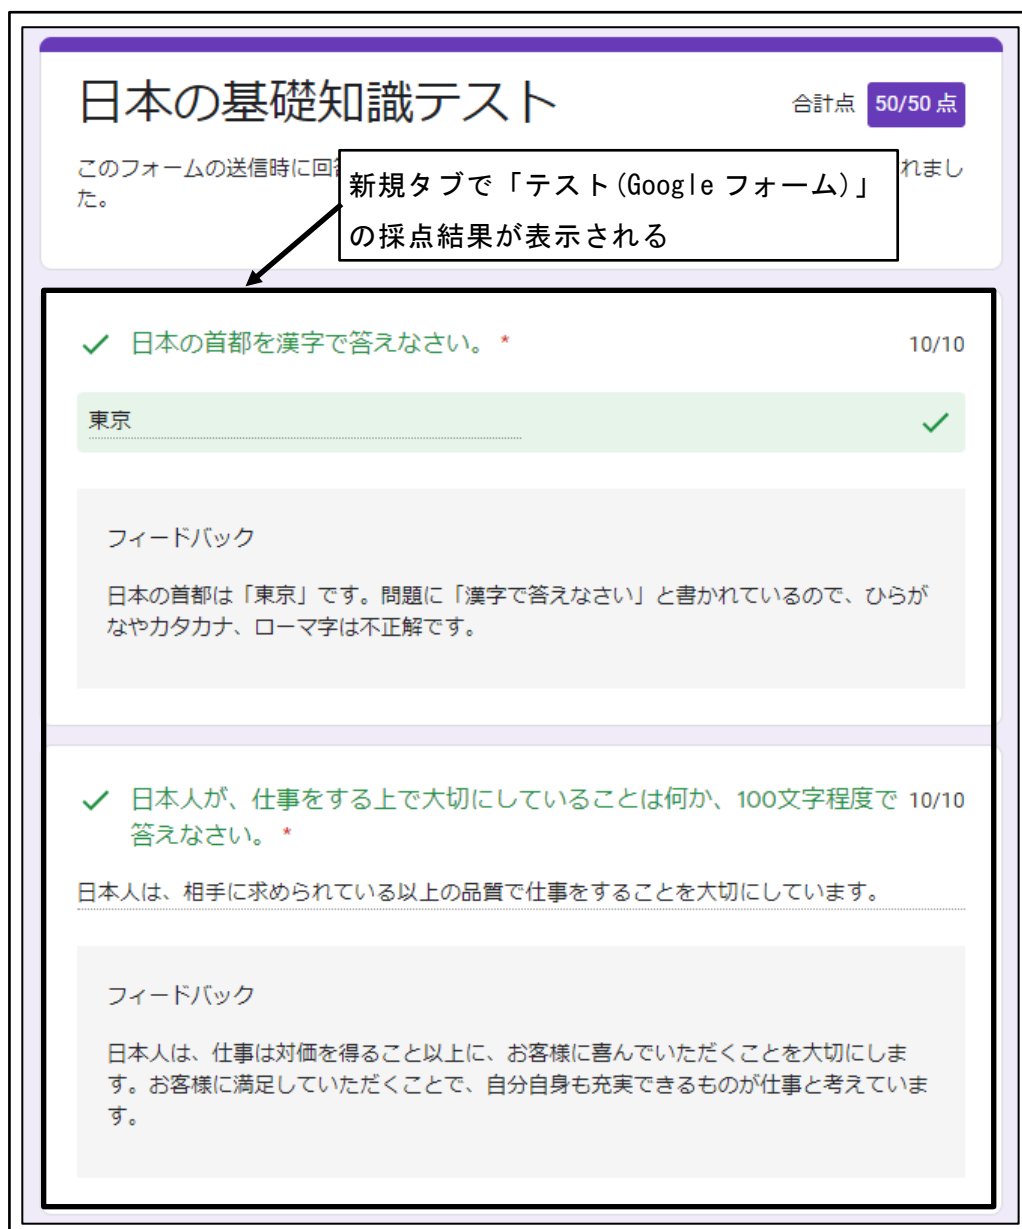 日本の基礎知識テスト
合計点 50/50 点
このフォームの送信時に回
れまし
た。
新規タブで「テスト(Google フォーム)」
の採点結果が表示される
日本の首都を漢字で答えなさい。 *
10/10
東京
フィードバック
日本の首都は「東京」です。問題に「漢字で答えなさい」と書かれているので、ひらが
なやカタカナ、ローマ字は不正解です。
日本人が、仕事をする上で大切にしていることは何か、100文字程度で 10/10
答えなさい。 *
日本人は、相手に求められている以上の品質で仕事をすることを大切にしています。
フィードバック
日本人は、仕事は対価を得ること以上に、お客様に喜んでいただくことを大切にしま
す。お客様に満足していただくことで、自分自身も充実できるものが仕事と考えていま
す。